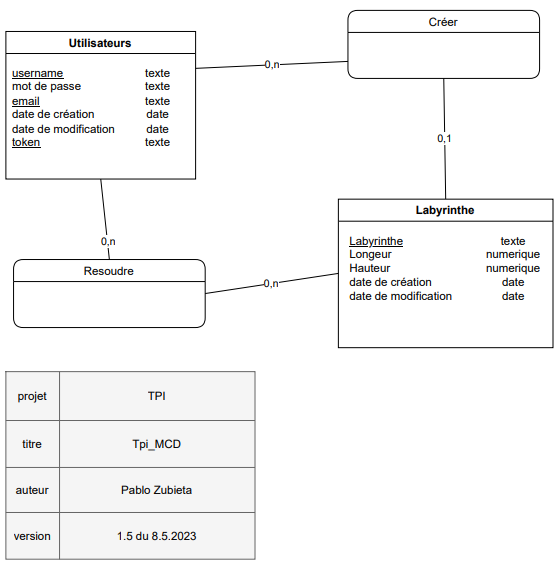 Créer
Utilisateurs
username texte
mot de passe texte
email texte
date de création date
date de modification date
token texte
0,n
0,1
Labyrinthe
Labyrinthe texte
Longeur numerique
Hauteur numerique
date de création date
date de modification date
0,n
Resoudre
0,n
projet TPI
titre Tpi_MCD
auteur Pablo Zubieta
version 1.5 du 8.5.2023